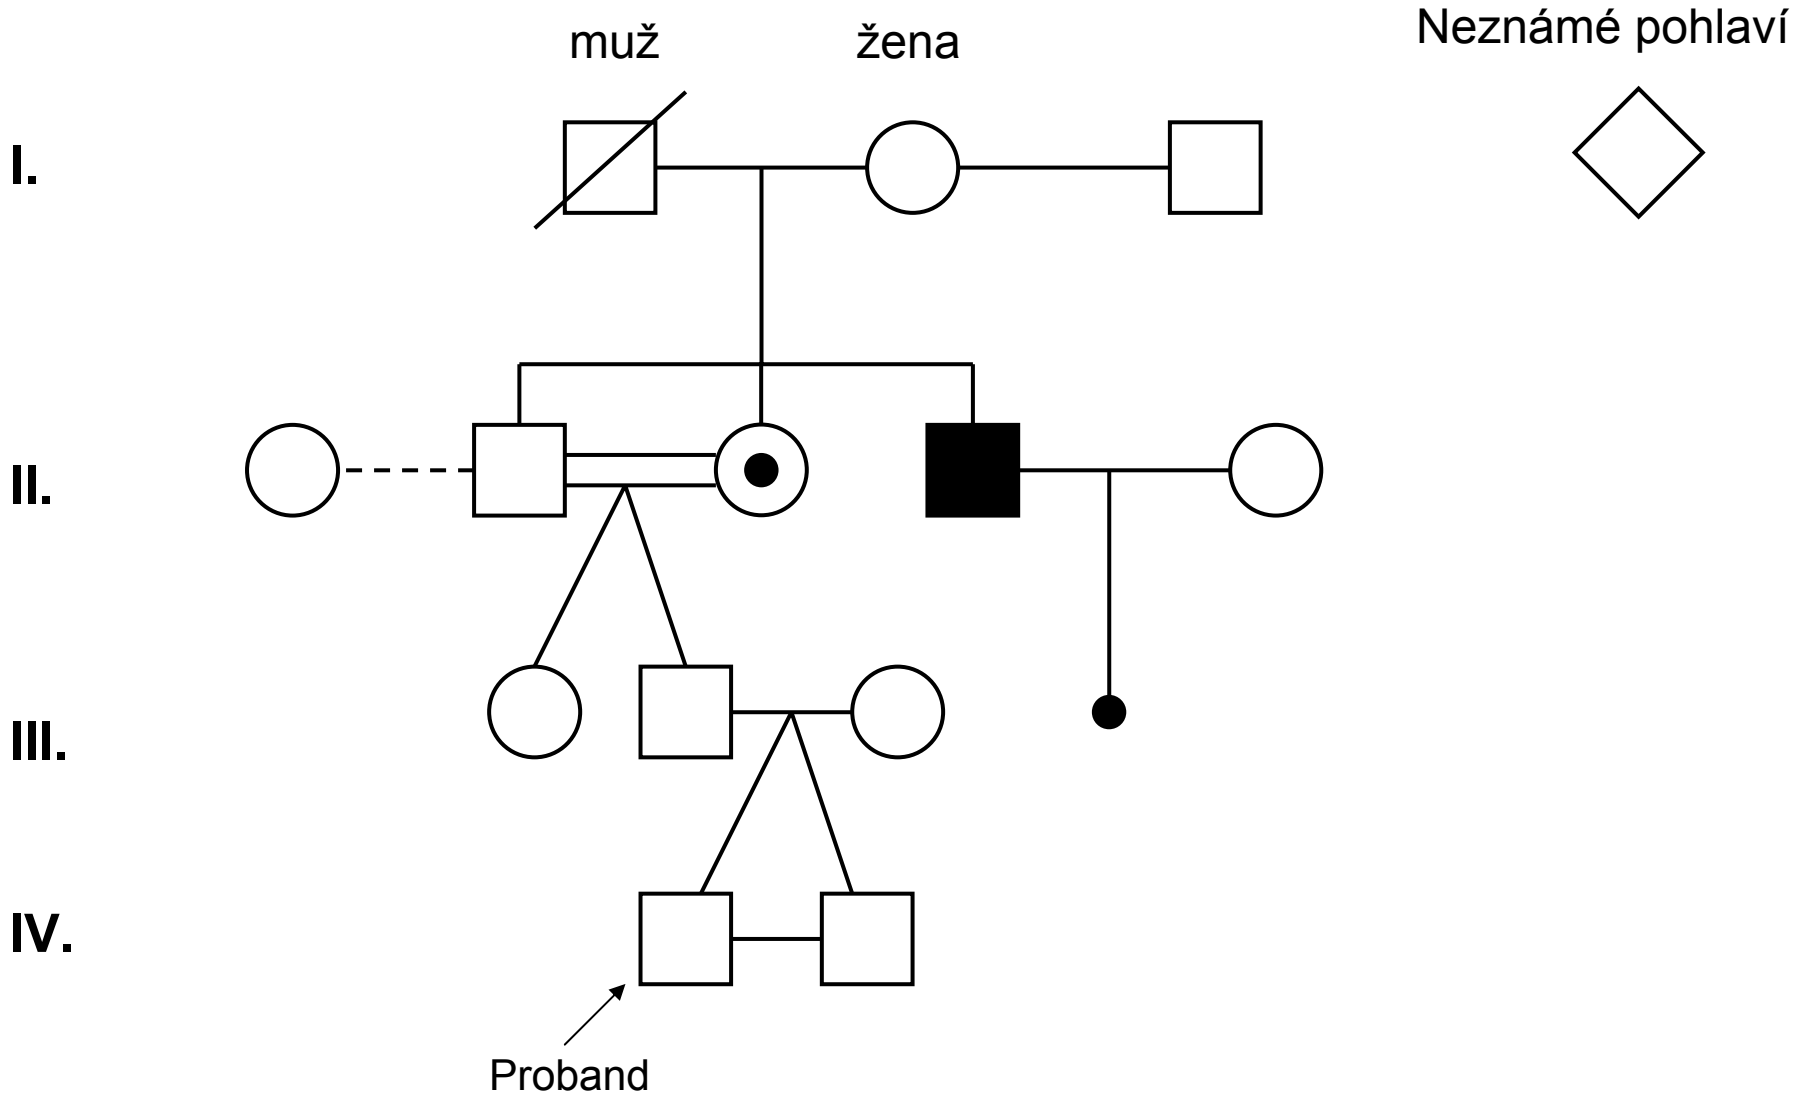 muž
žena
Neznámé pohlaví
I.
II.
III.
IV.
Proband